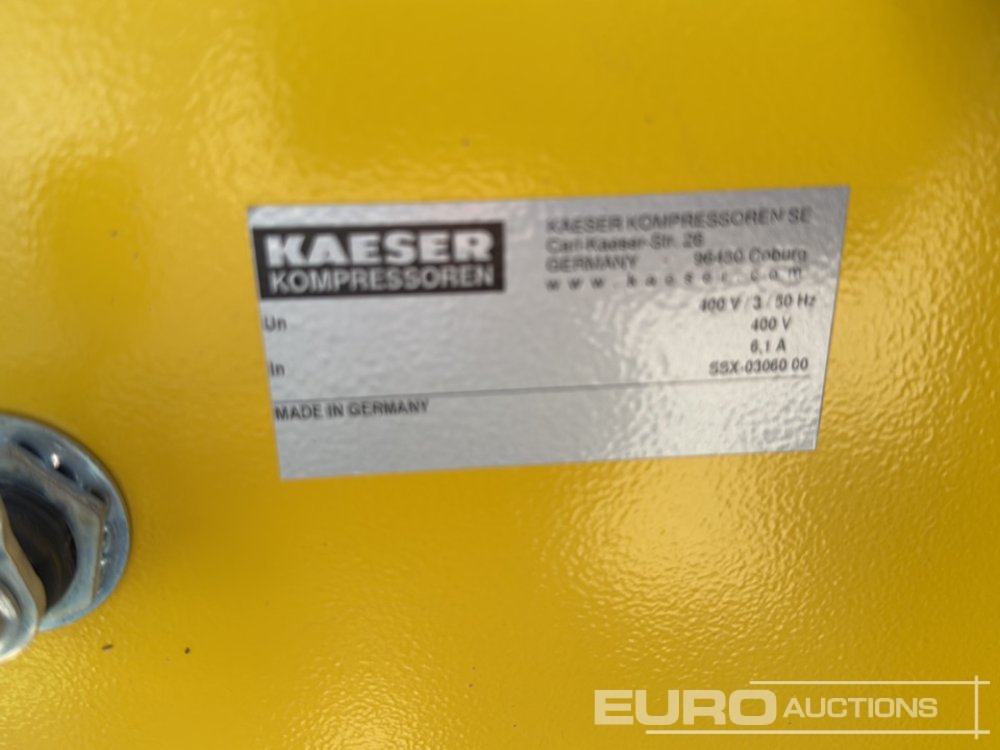 KAESER
KOMPRESSOREN
KAESER KOMPRESSOREN SE
Carl-Kaeser-Str. 26
GERMANY - 96450 Coburg
www.kaeser.com
400 V / 3 / 50 Hz
Un 400 V
6,1 A
In SSX-03060 00
MADE IN GERMANY
EURO AUCTIONS